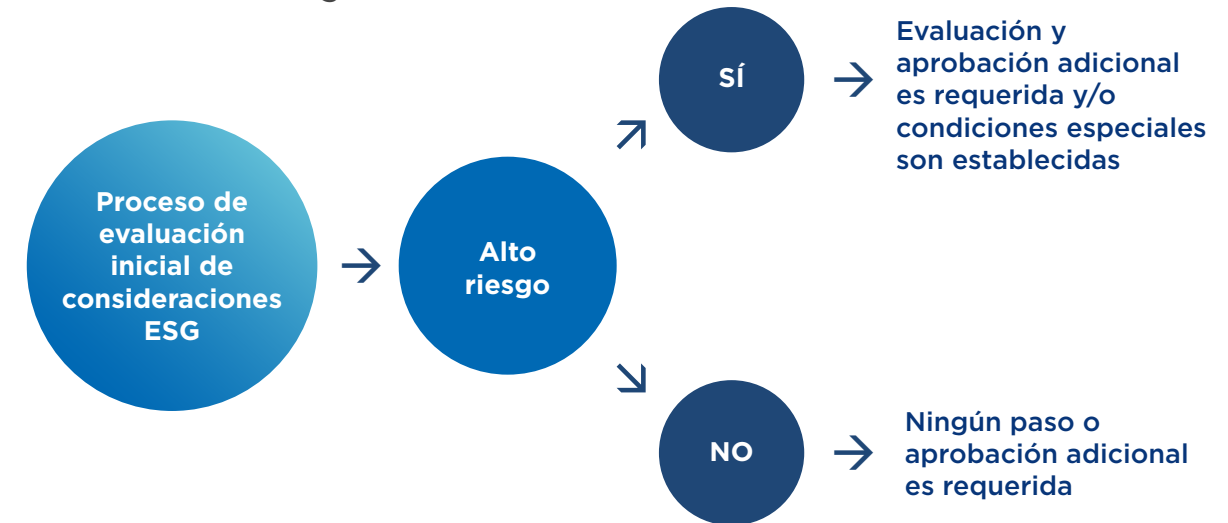 Proceso de
evaluación
inicial de
consideraciones
ESG
→
Alto
riesgo
↗
SÍ
→
Evaluación y
aprobación adicional
es requerida y/o
condiciones especiales
son establecidas
↘
NO
→
Ningún paso o
aprobación adicional
es requerida